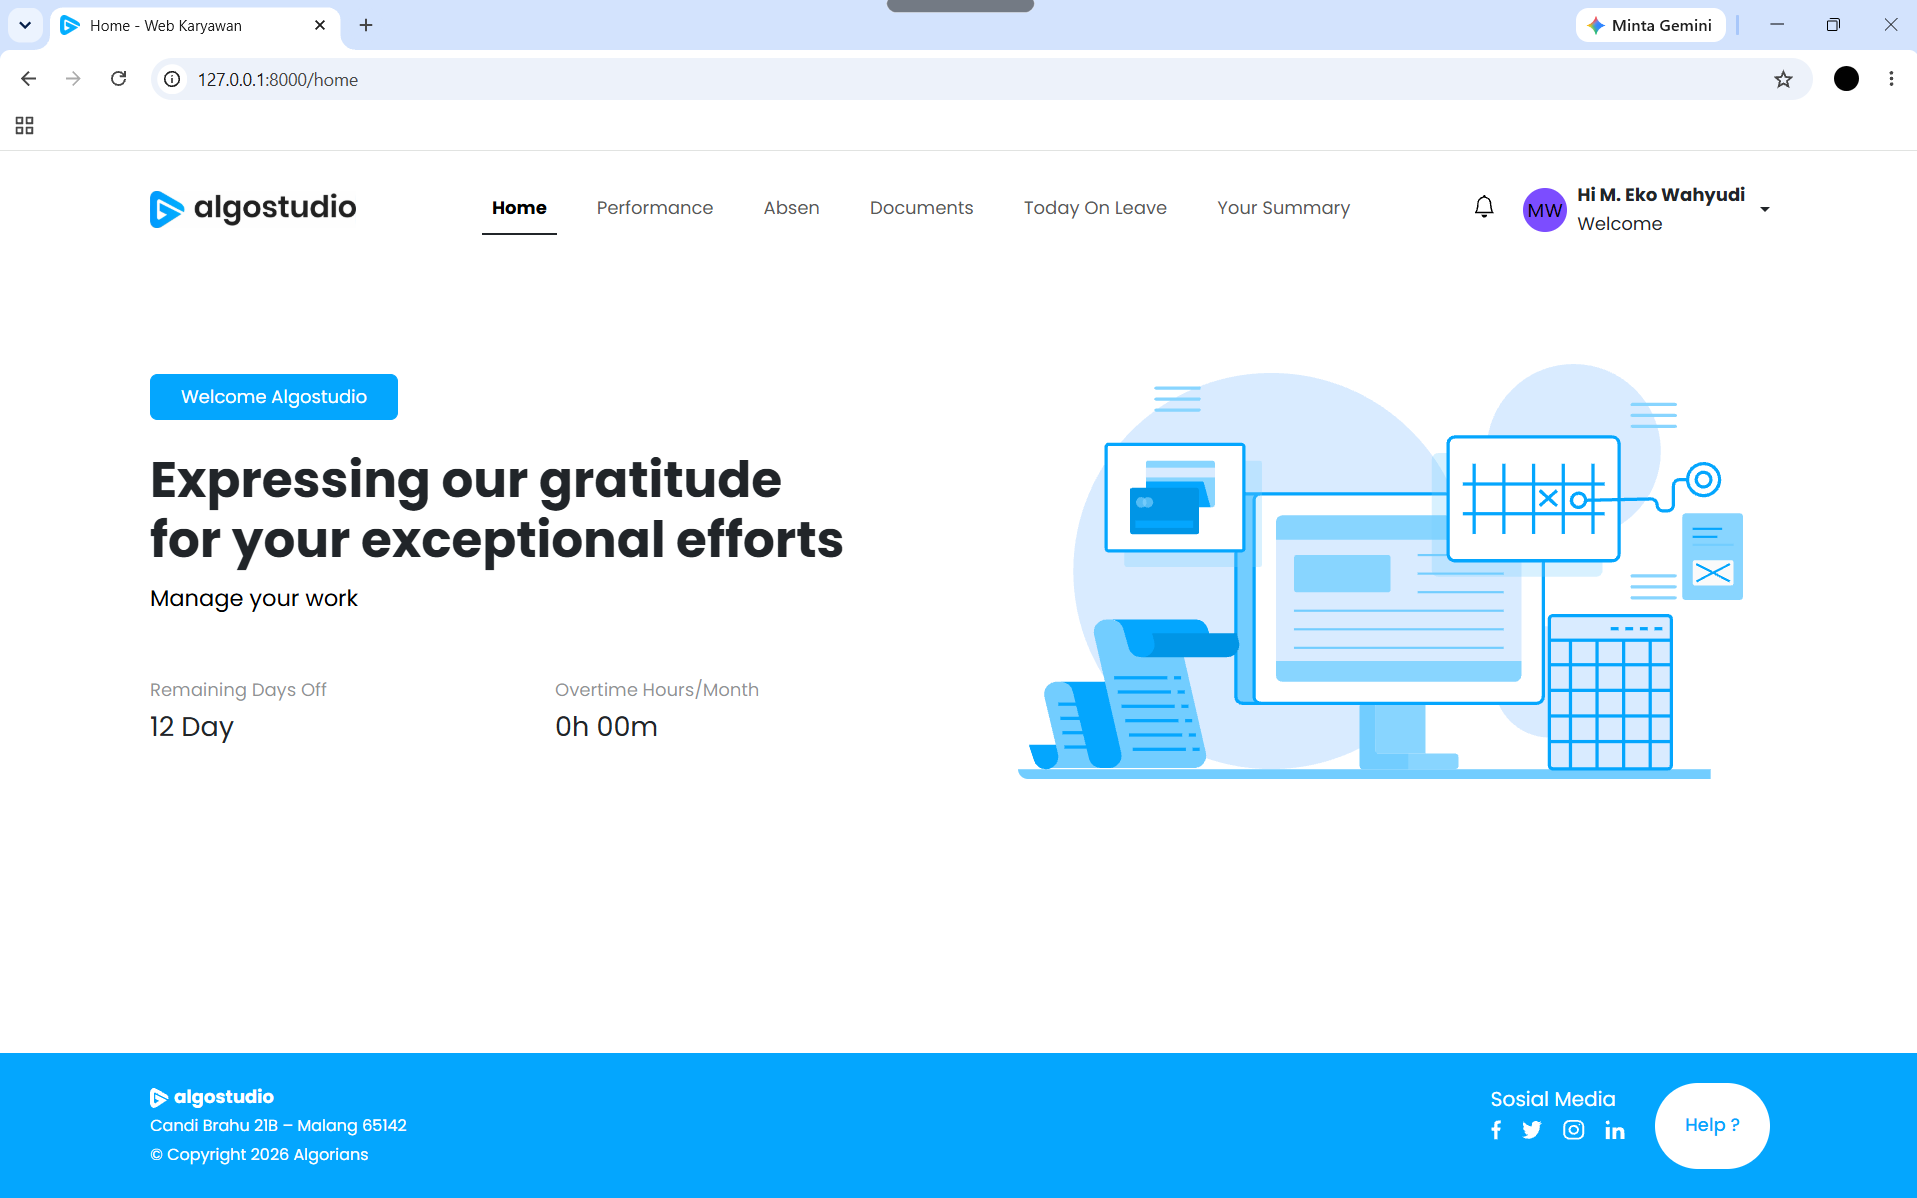 Home - Web Karyawan
Minta Gemini
127.0.0.1:8000/home
algostudio
Home
Performance
Absen
Documents
Today On Leave
Your Summary
MW
Hi M. Eko Wahyudi
Welcome
Welcome Algostudio
Expressing our gratitude
for your exceptional efforts
Manage your work
Remaining Days Off
12 Day
Overtime Hours/Month
0h 00m
algostudio
Candi Brahu 21B – Malang 65142
© Copyright 2026 Algorians
Sosial Media
Help ?